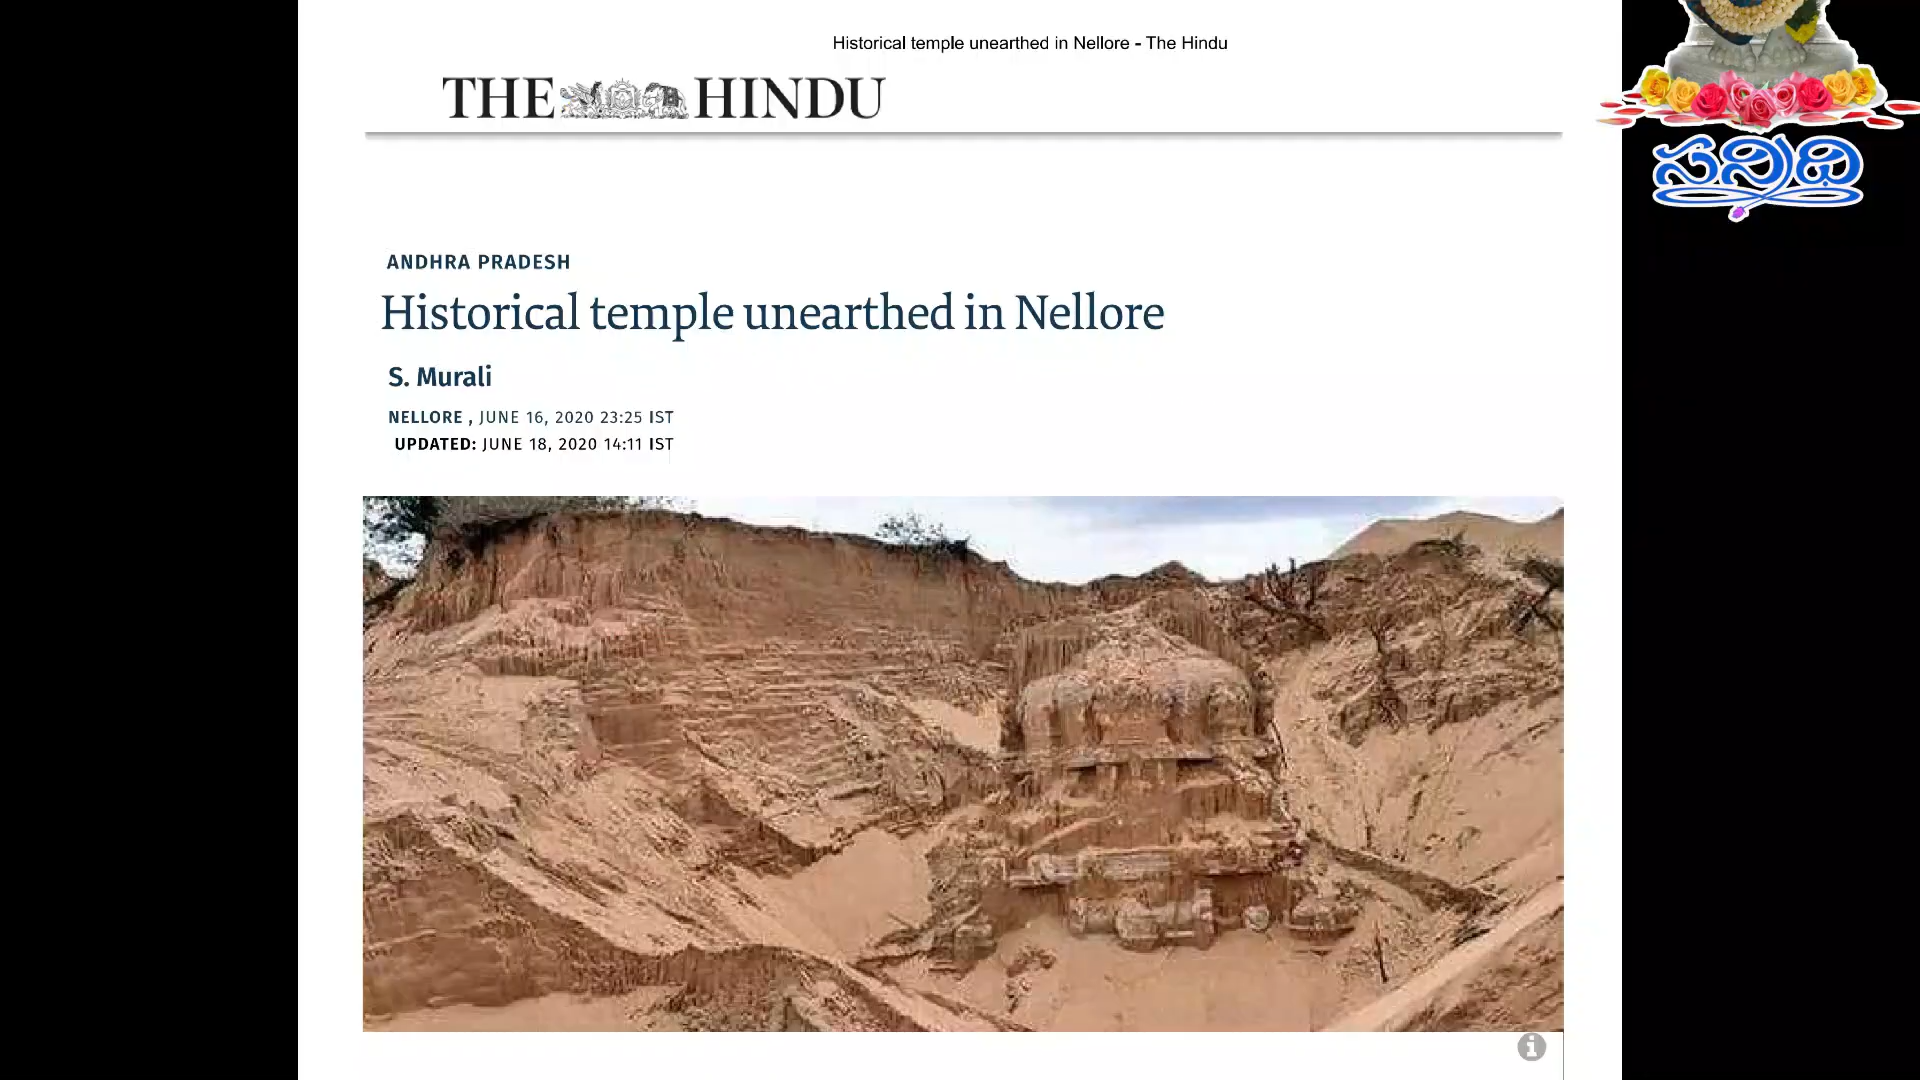 Historical temple unearthed in Nellore - The Hindu
THE HINDU
సన్నిధి
ANDHRA PRADESH
Historical temple unearthed in Nellore
S. Murali
NELLORE , JUNE 16, 2020 23:25 IST
UPDATED: JUNE 18, 2020 14:11 IST